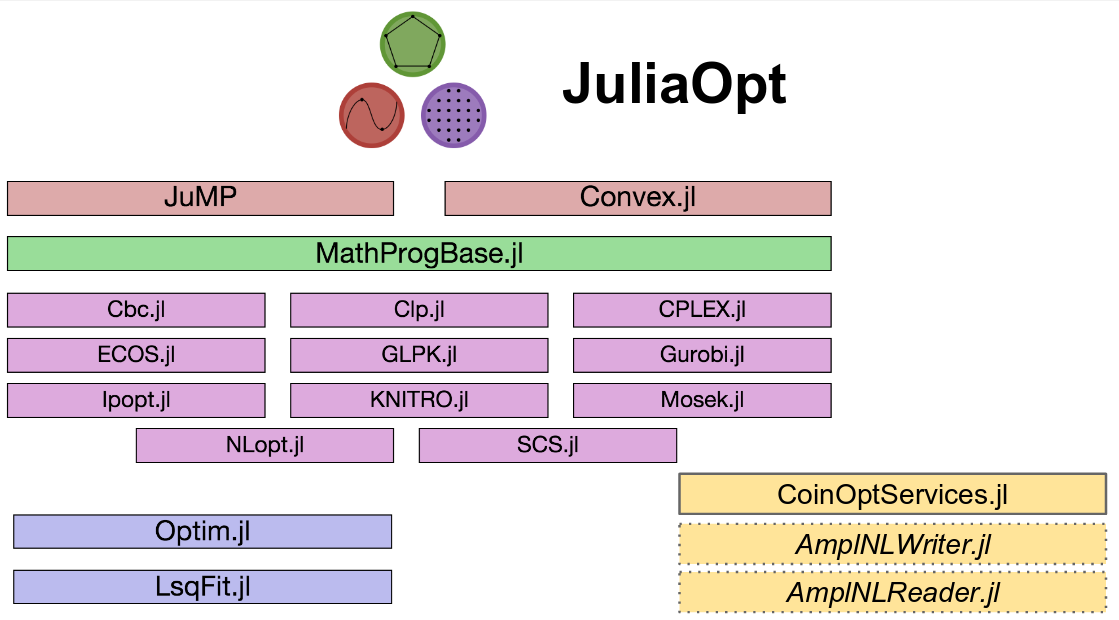 JuliaOpt
JuMP
Convex.jl
MathProgBase.jl
Cbc.jl
Clp.jl
CPLEX.jl
ECOS.jl
GLPK.jl
Gurobi.jl
Ipopt.jl
KNITRO.jl
Mosek.jl
NLopt.jl
SCS.jl
CoinOptServices.jl
Optim.jl
AmplNLWriter.jl
LsqFit.jl
AmplNLReader.jl